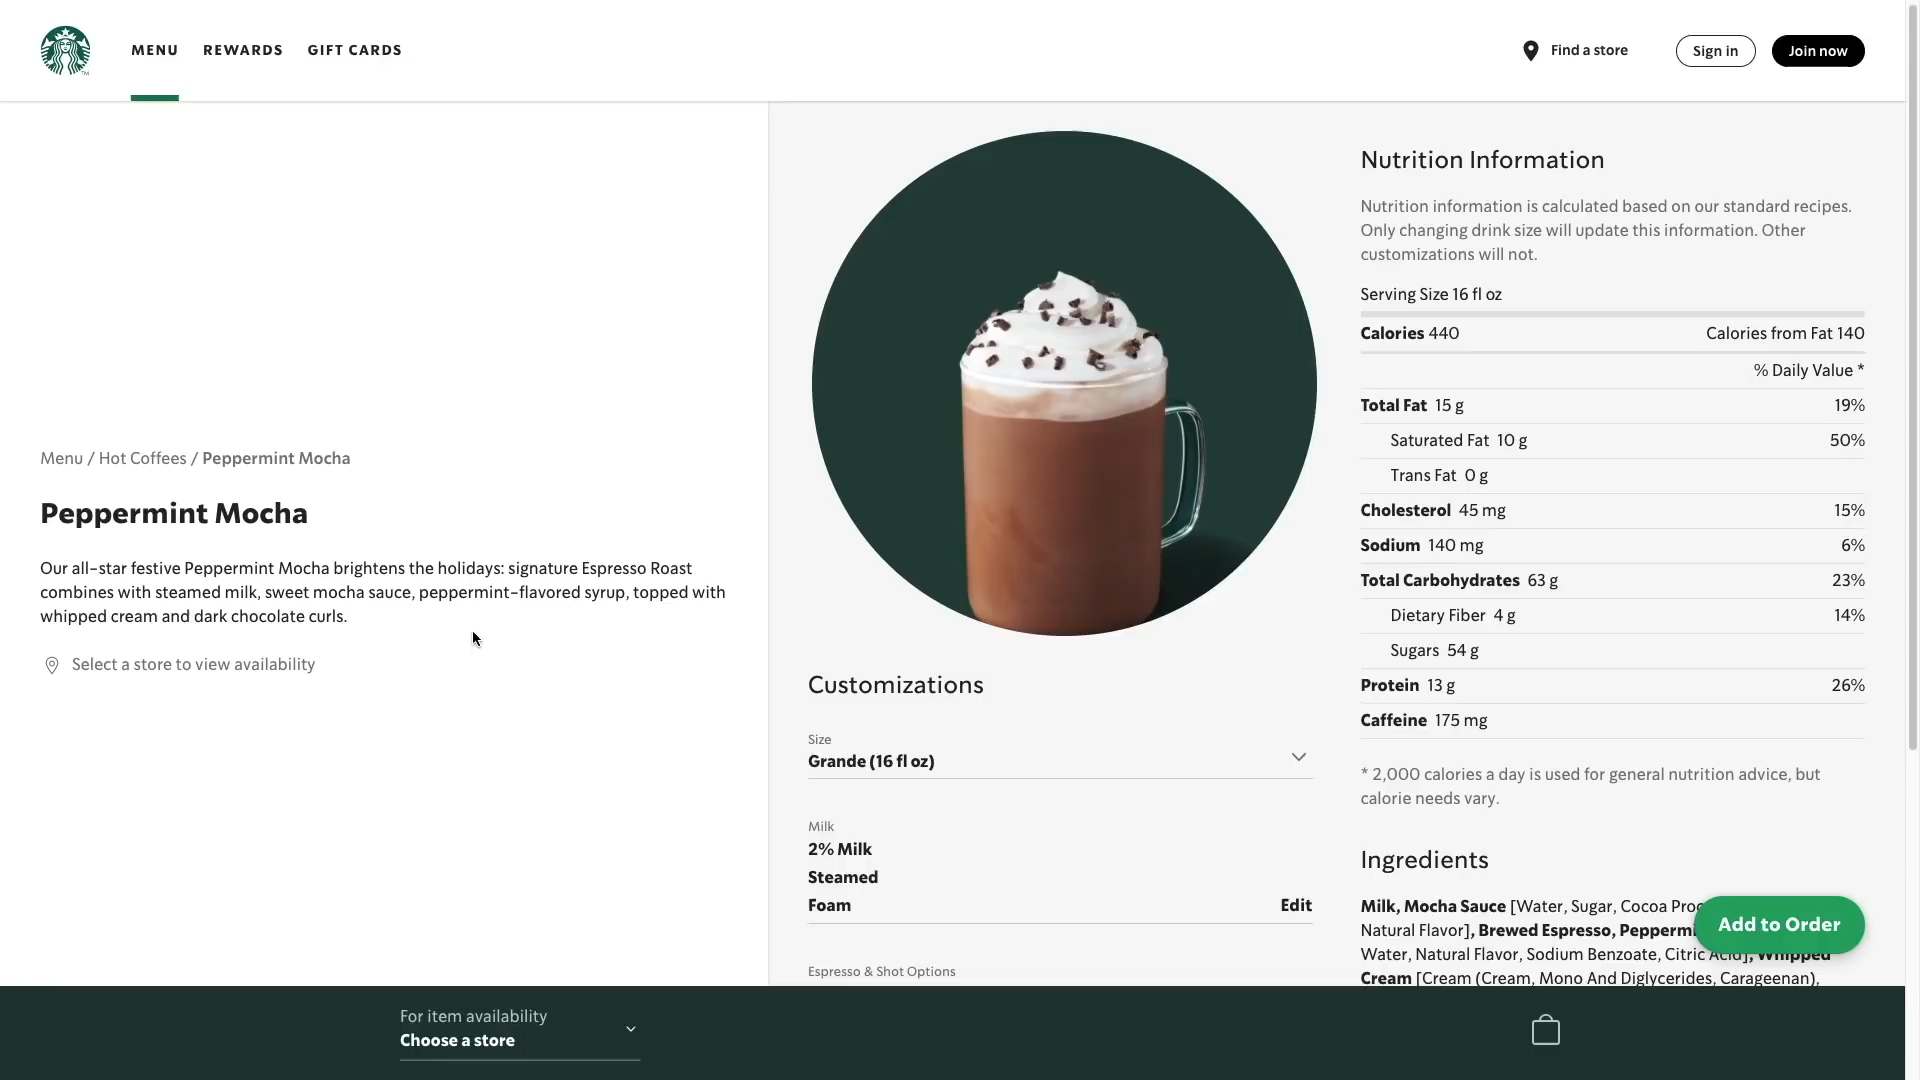 MENU
REWARDS
GIFT CARDS
Find a store
Sign in
Join now
Menu / Hot Coffees / Peppermint Mocha
Peppermint Mocha
Our all-star festive Peppermint Mocha brightens the holidays: signature Espresso Roast
combines with steamed milk, sweet mocha sauce, peppermint-flavored syrup, topped with
whipped cream and dark chocolate curls.
Select a store to view availability
Customizations
Size
Grande (16 fl oz)
Milk
2% Milk
Steamed
Foam
Edit
Espresso & Shot Options
Nutrition Information
Nutrition information is calculated based on our standard recipes.
Only changing drink size will update this information. Other
customizations will not.
Serving Size 16 fl oz
Calories 440 Calories from Fat 140
% Daily Value *
Total Fat 15 g 19%
Saturated Fat 10 g 50%
Trans Fat 0 g
Cholesterol 45 mg 15%
Sodium 140 mg 6%
Total Carbohydrates 63 g 23%
Dietary Fiber 4 g 14%
Sugars 54 g
Protein 13 g 26%
Caffeine 175 mg
* 2,000 calories a day is used for general nutrition advice, but
calorie needs vary.
Ingredients
Milk, Mocha Sauce [Water, Sugar, Cocoa
Natural Flavor], Brewed Espresso,
Water, Natural Flavor, Sodium Benzoate, Citric Acid], Whipped
Cream [Cream (Cream, Mono And Diglycerides, Carageenan),
Add to Order
For item availability
Choose a store